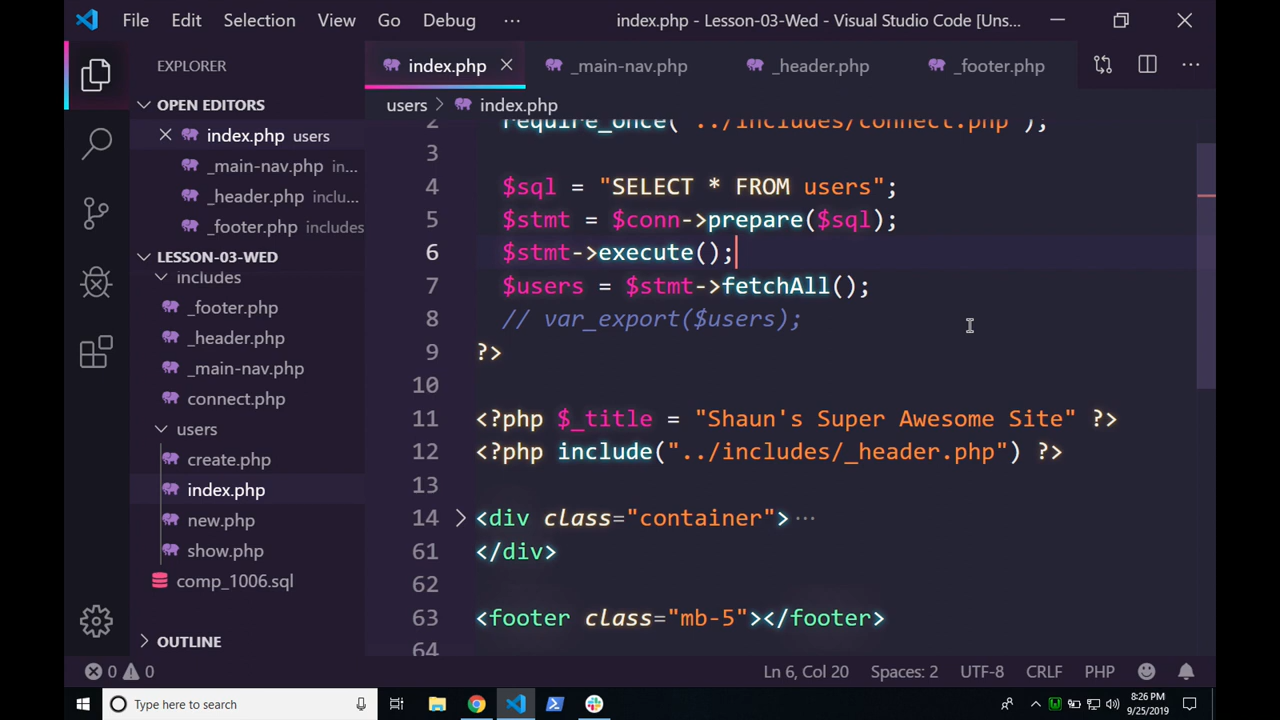 File Edit Selection View Go Debug ··· index.php - Lesson-03-Wed - Visual Studio Code [Uns...
EXPLORER
OPEN EDITORS
index.php users
_main-nav.php in...
_header.php inclu...
_footer.php includes
LESSON-03-WED
includes
_footer.php
_header.php
_main-nav.php
connect.php
users
create.php
index.php
new.php
show.php
comp_1006.sql
OUTLINE
index.php _main-nav.php _header.php _footer.php
users > index.php
2 require_once("../includes/connect.php");
3
4 $sql = "SELECT * FROM users";
5 $stmt = $conn->prepare($sql);
6 $stmt->execute();
7 $users = $stmt->fetchAll();
8 // var_export($users);
9 ?>
10
11 <?php $_title = "Shaun's Super Awesome Site" ?>
12 <?php include("../includes/_header.php") ?>
13
14 <div class="container">···
61 </div>
62
63 <footer class="mb-5"></footer>
64
0 0 Ln 6, Col 20 Spaces: 2 UTF-8 CRLF PHP
Type here to search
8:26 PM
9/25/2019